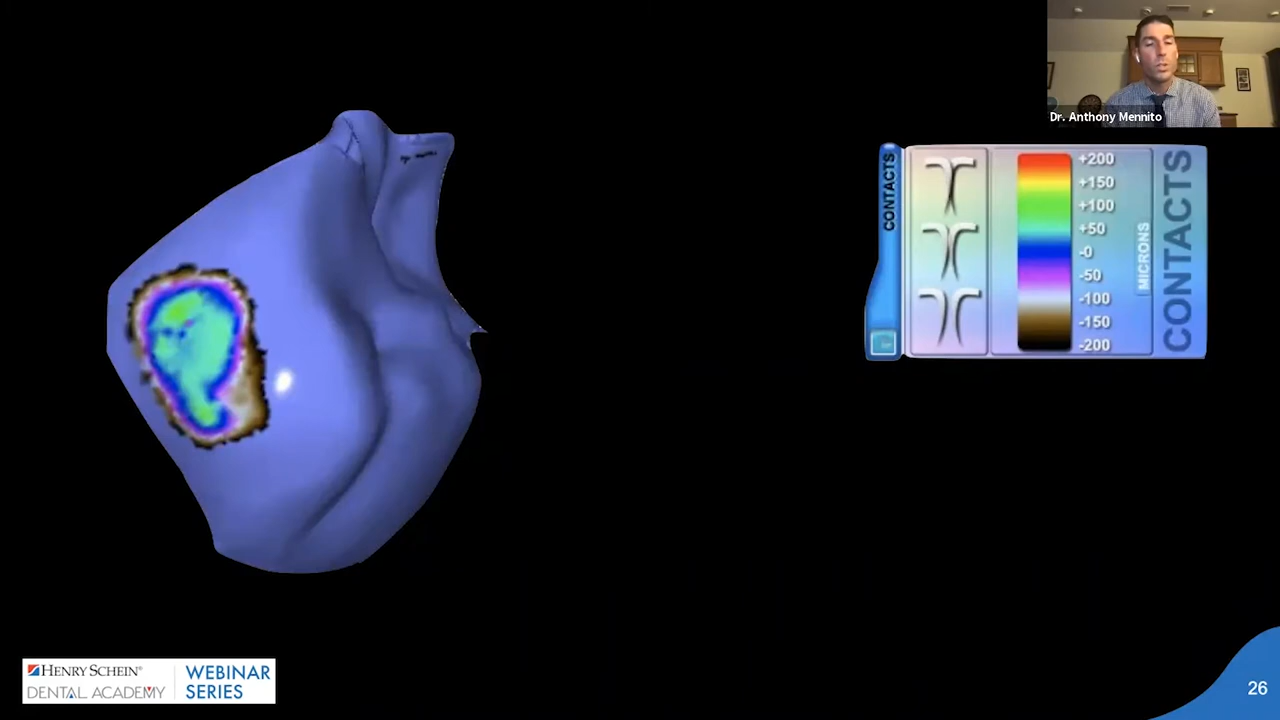 Dr. Anthony Mennito
CONTACTS
+200
+150
+100
+50
-0
-50
-100
-150
-200
MICRONS
CONTACTS
HENRY SCHEIN®
DENTAL ACADEMY
WEBINAR
SERIES
26